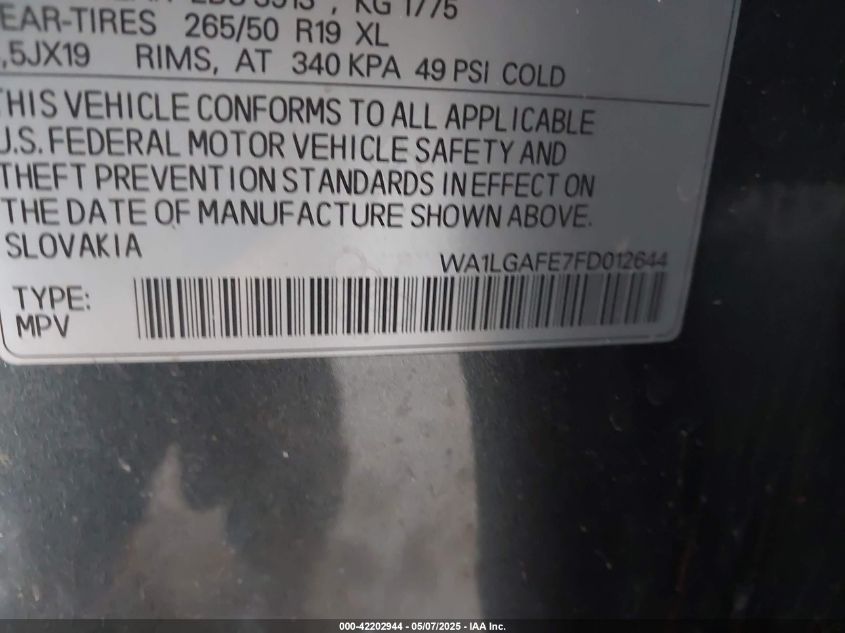 KG 1775
EAR-TIRES 265/50 R19 XL
,5JX19 RIMS, AT 340 KPA 49 PSI COLD
THIS VEHICLE CONFORMS TO ALL APPLICABLE
U.S. FEDERAL MOTOR VEHICLE SAFETY AND
THEFT PREVENTION STANDARDS IN EFFECT ON
THE DATE OF MANUFACTURE SHOWN ABOVE.
SLOVAKIA
WA1LGAFE7FD012644
TYPE:
MPV
000-42202944 - 05/07/2025 - IAA Inc.